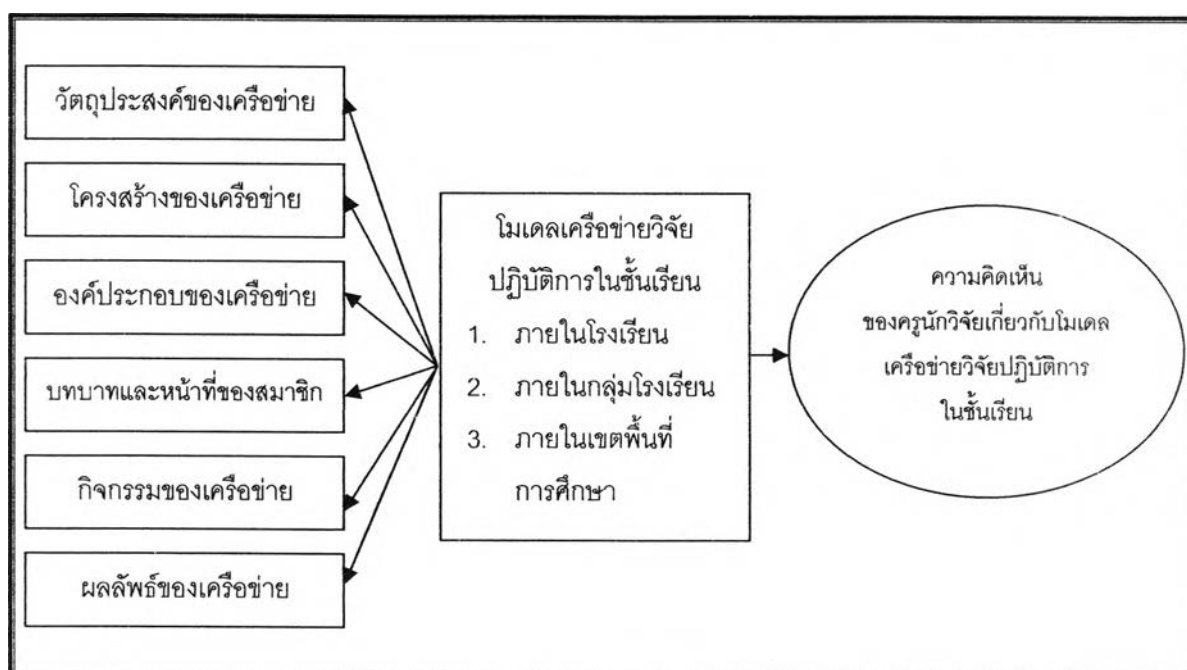 วัตถุประสงค์ของเครือข่าย
โครงสร้างของเครือข่าย
องค์ประกอบของเครือข่าย
บทบาทและหน้าที่ของสมาชิก
กิจกรรมของเครือข่าย
ผลลัพธ์ของเครือข่าย
โมเดลเครือข่ายวิจัย
ปฏิบัติการในชั้นเรียน
1. ภายในโรงเรียน
2. ภายในกลุ่มโรงเรียน
3. ภายในเขตพื้นที่
การศึกษา
ความคิดเห็น
ของครูนักวิจัยเกี่ยวกับโมเดล
เครือข่ายวิจัยปฏิบัติการ
ในชั้นเรียน